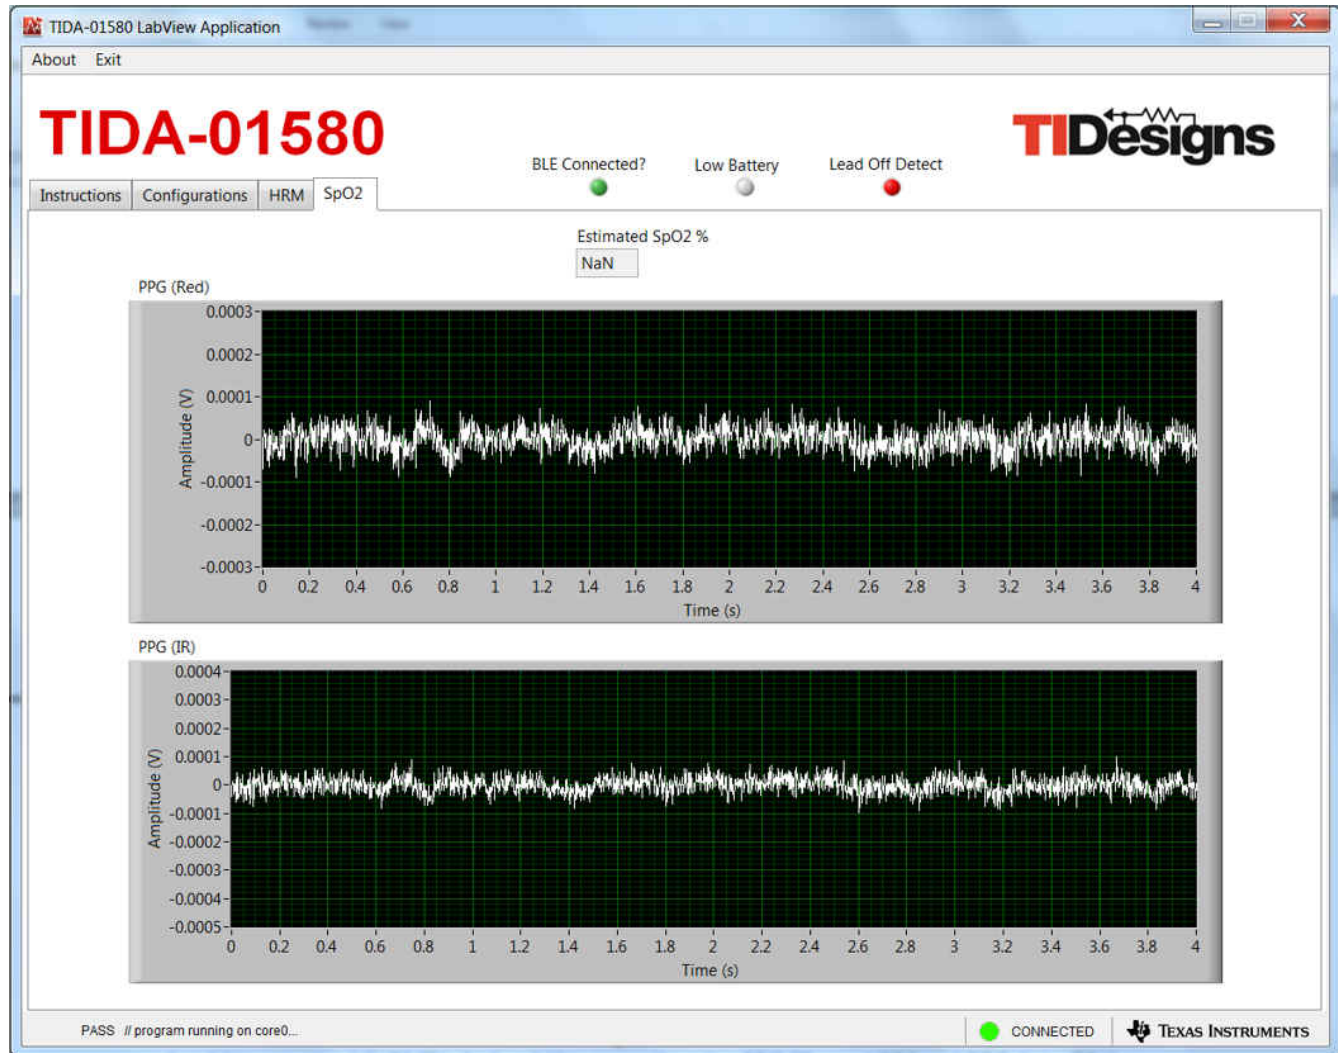 TIDA-01580 LabView Application
About Exit
TIDA-01580
TIDesigns
BLE Connected? Low Battery Lead Off Detect
Instructions Configurations HRM SpO2
Estimated SpO2 %
NaN
PPG (Red)
0.0003
0.0002
0.0001
0
-0.0001
-0.0002
-0.0003
Amplitude (V)
0 0.2 0.4 0.6 0.8 1 1.2 1.4 1.6 1.8 2 2.2 2.4 2.6 2.8 3 3.2 3.4 3.6 3.8 4
Time (s)
PPG (IR)
0.0004
0.0003
0.0002
0.0001
0
-0.0001
-0.0002
-0.0003
-0.0004
-0.0005
Amplitude (V)
0 0.2 0.4 0.6 0.8 1 1.2 1.4 1.6 1.8 2 2.2 2.4 2.6 2.8 3 3.2 3.4 3.6 3.8 4
Time (s)
PASS // program running on core0... CONNECTED TEXAS INSTRUMENTS